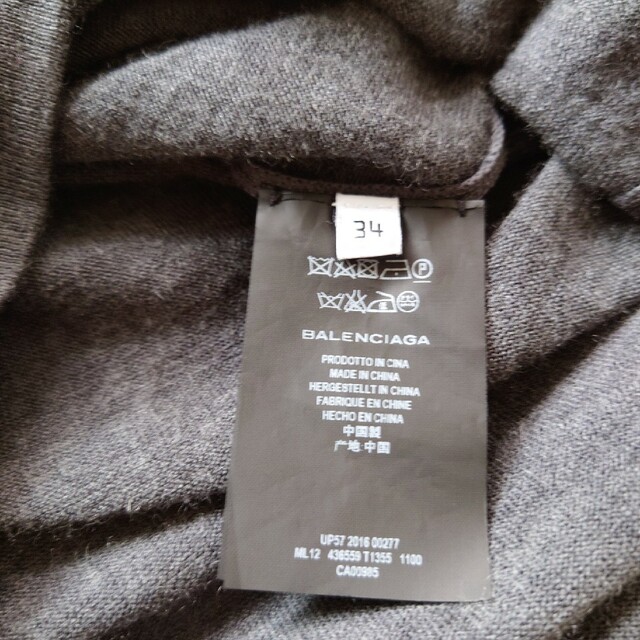 34
BALENCIAGA
PRODOTTO IN CINA
MADE IN CHINA
HERGESTELLT IN CHINA
FABRIQUE EN CHINE
HECHO EN CHINA
中国製
产地:中国
UP57 2016 00277
ML12 436559 T1355 1100
CA00985